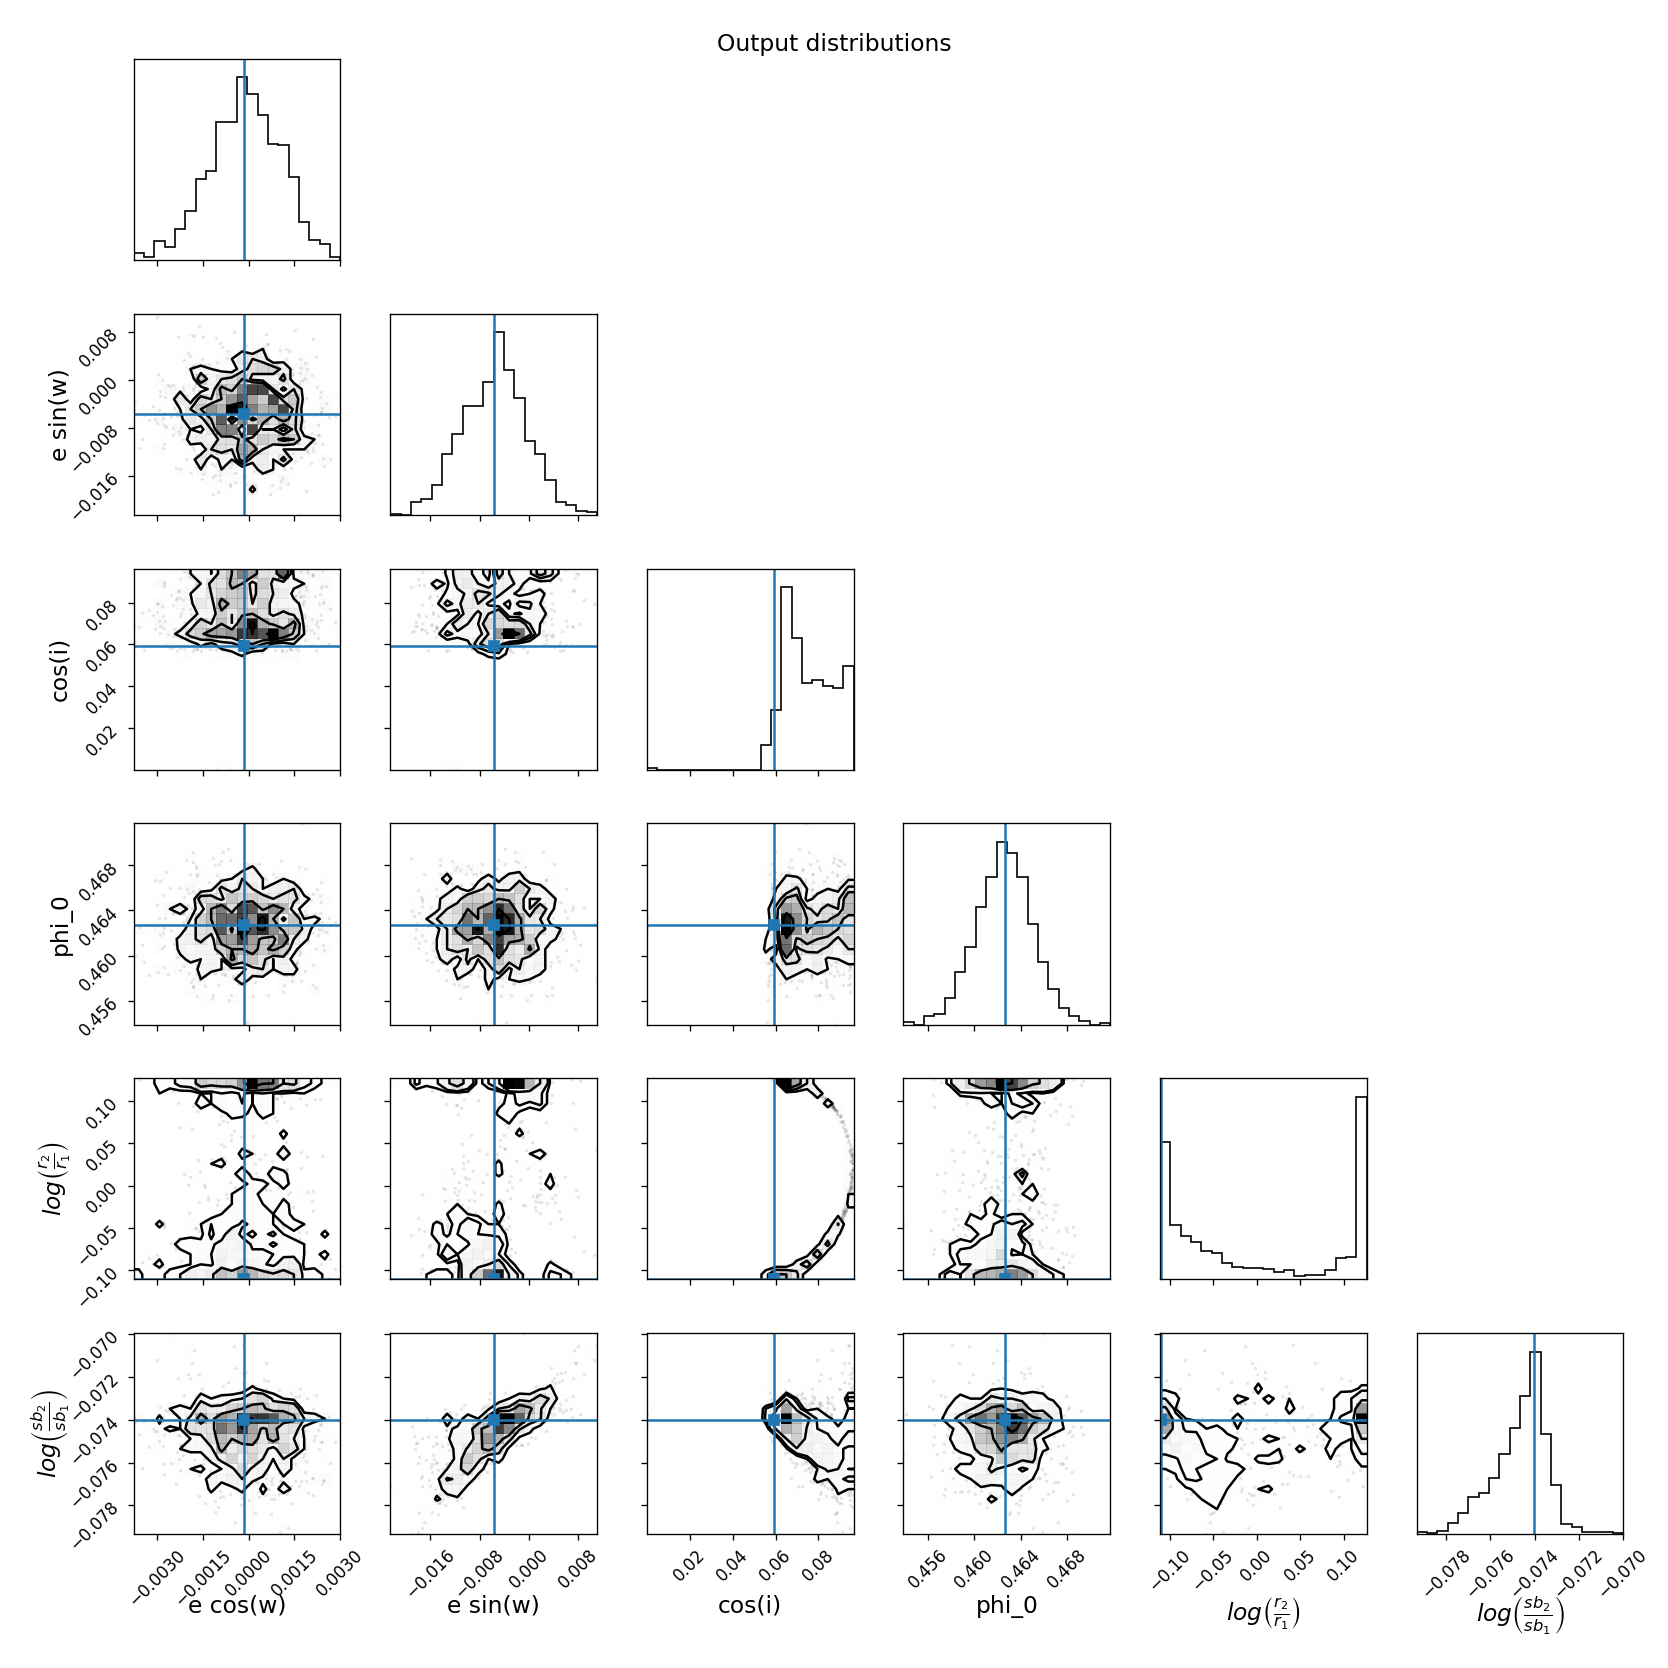 Output distributions
0.008
0.000
−0.008
−0.016
e sin(w)
0.08
0.06
0.04
0.02
cos(i)
0.468
0.464
0.460
0.456
phi_0
0.10
0.05
0.00
−0.05
−0.10
log(r2/r1)
−0.070
−0.072
−0.074
−0.076
−0.078
log(sb2/sb1)
−0.0030 −0.0015 0.0000 0.0015 0.0030
−0.016 −0.008 0.000 0.008
0.02 0.04 0.06 0.08
0.456 0.460 0.464 0.468
−0.10 −0.05 0.00 0.05 0.10
−0.078 −0.076 −0.074 −0.072 −0.070
e cos(w) e sin(w) cos(i) phi_0 log(r2/r1) log(sb2/sb1)